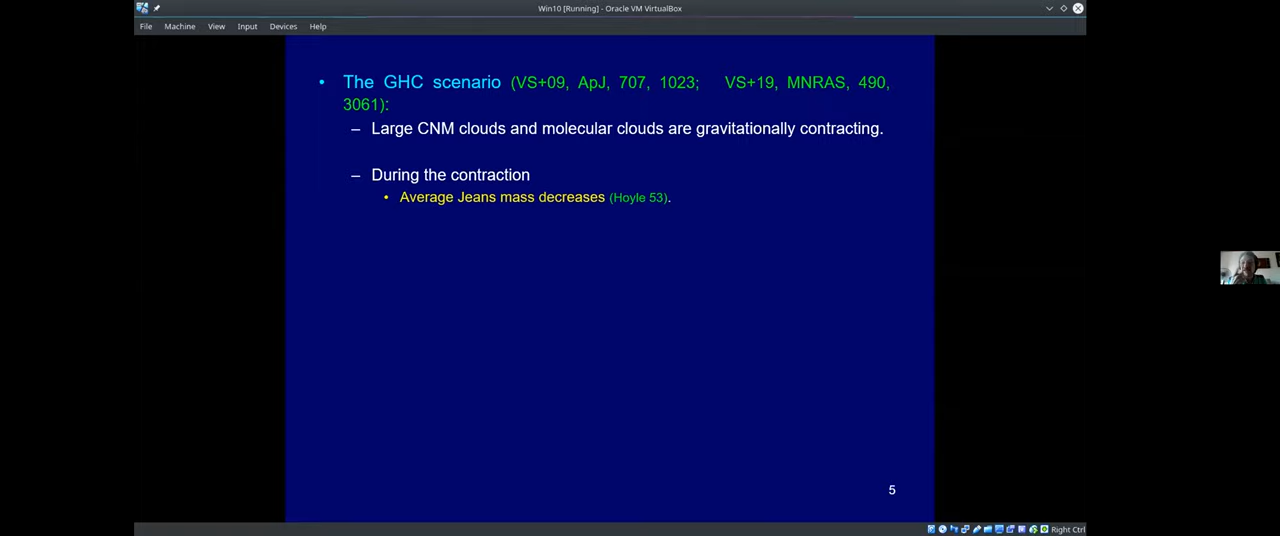 Win10 [Running] - Oracle VM VirtualBox
File Machine View Input Devices Help
• The GHC scenario (VS+09, ApJ, 707, 1023; VS+19, MNRAS, 490,
3061):
– Large CNM clouds and molecular clouds are gravitationally contracting.
– During the contraction
• Average Jeans mass decreases (Hoyle 53).
5
Right Ctrl